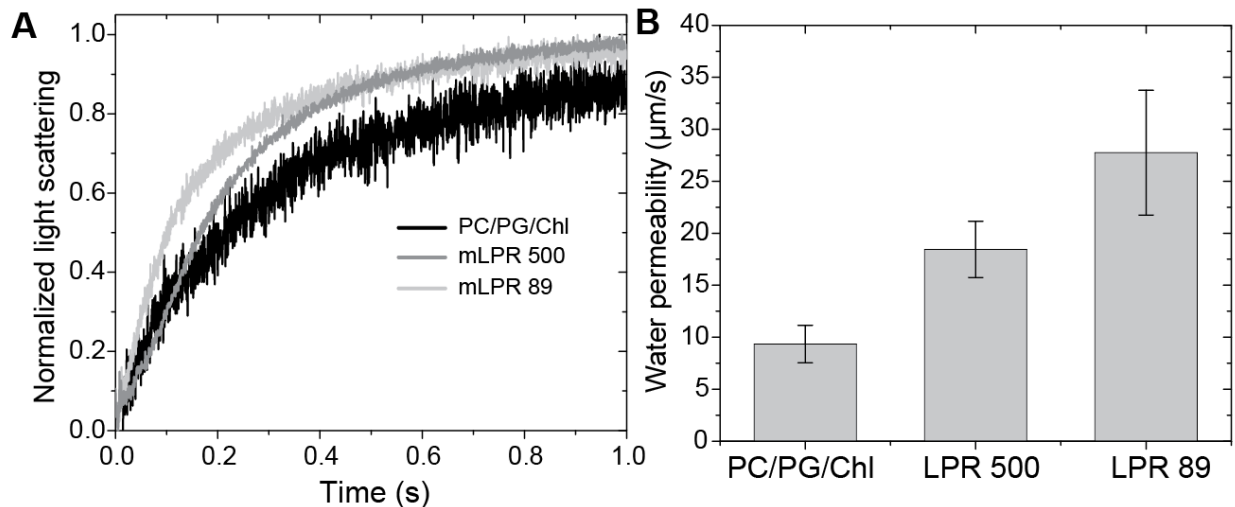 A
Normalized light scattering
1.0
0.8
0.6
0.4
0.2
0.0
0.0 0.2 0.4 0.6 0.8 1.0
Time (s)
PC/PG/Chl
mLPR 500
mLPR 89
B
Water permeability (µm/s)
40
35
30
25
20
15
10
5
0
PC/PG/Chl LPR 500 LPR 89